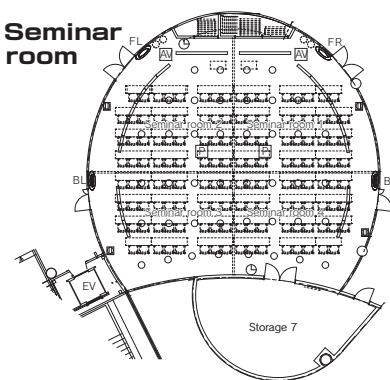 Seminar
room
FL
FR
AV
AV
Seminar room 2
Seminar room
P
P
BL
B
Seminar room 3
Seminar room 4
EV
Storage 7